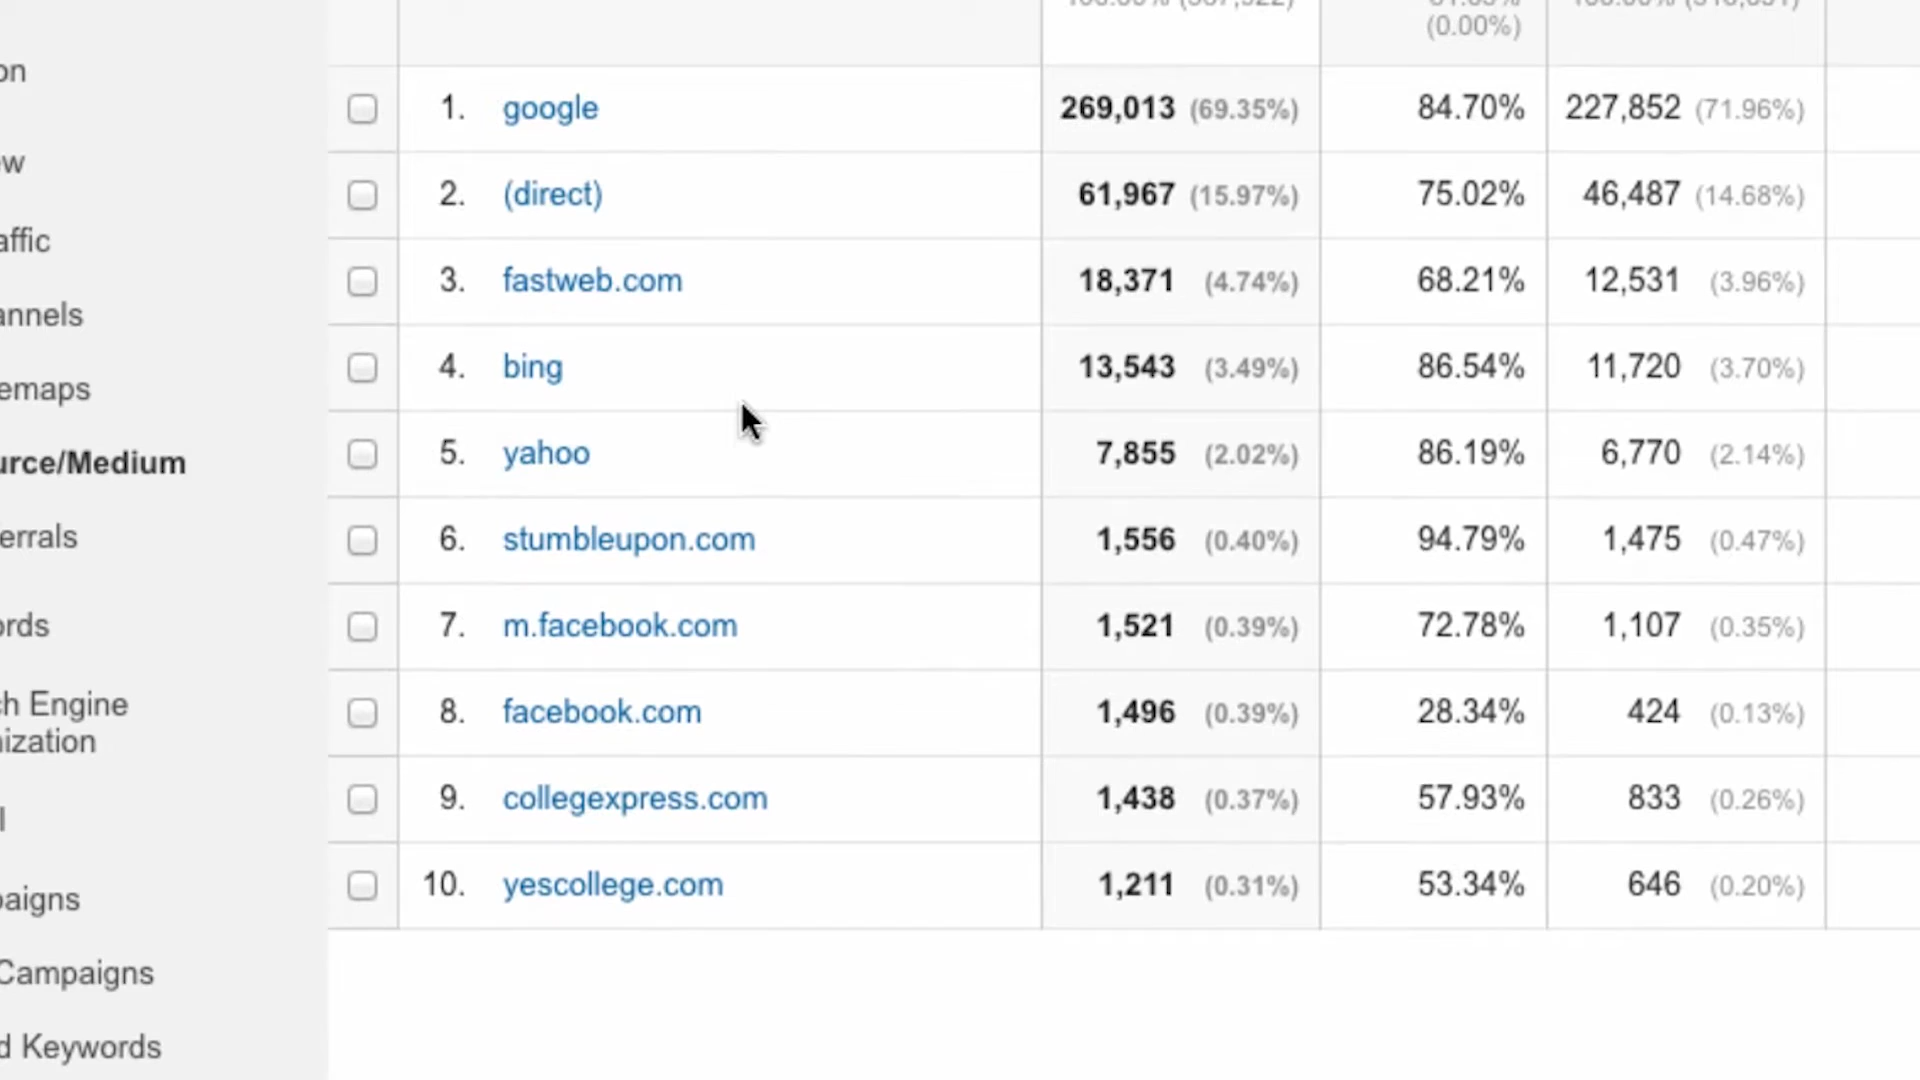 (0.00%)
on
ew
affic
annels
emaps
urce/Medium
errals
ords
ch Engine
nization
l
paigns
Campaigns
d Keywords
1. google 269,013 (69.35%) 84.70% 227,852 (71.96%)
2. (direct) 61,967 (15.97%) 75.02% 46,487 (14.68%)
3. fastweb.com 18,371 (4.74%) 68.21% 12,531 (3.96%)
4. bing 13,543 (3.49%) 86.54% 11,720 (3.70%)
5. yahoo 7,855 (2.02%) 86.19% 6,770 (2.14%)
6. stumbleupon.com 1,556 (0.40%) 94.79% 1,475 (0.47%)
7. m.facebook.com 1,521 (0.39%) 72.78% 1,107 (0.35%)
8. facebook.com 1,496 (0.39%) 28.34% 424 (0.13%)
9. collegexpress.com 1,438 (0.37%) 57.93% 833 (0.26%)
10. yescollege.com 1,211 (0.31%) 53.34% 646 (0.20%)